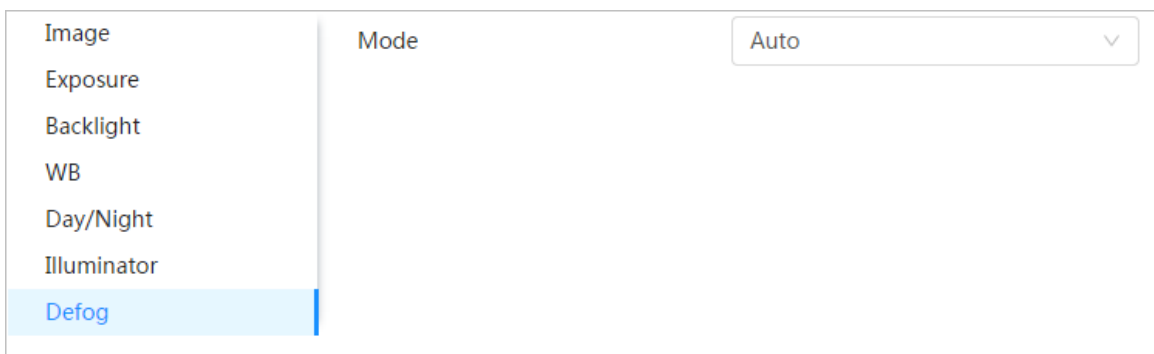 Image
Exposure
Backlight
WB
Day/Night
Illuminator
Defog
Mode
Auto